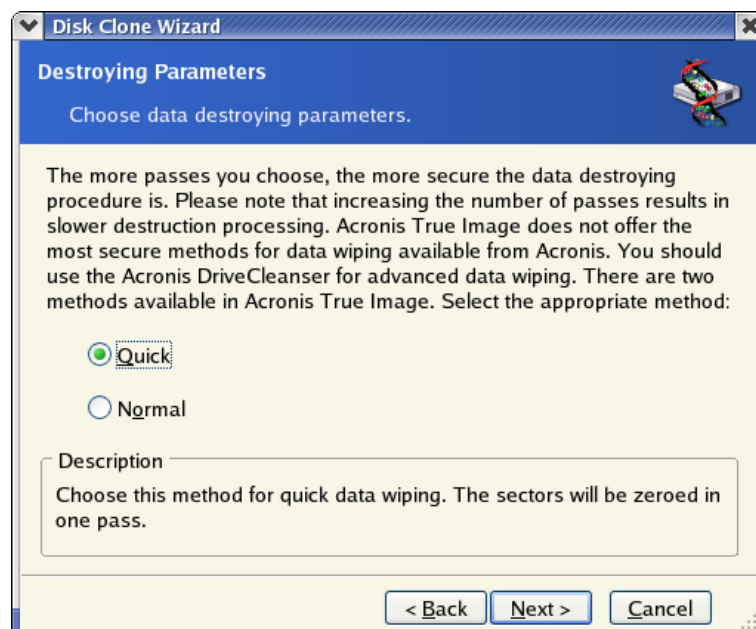 Disk Clone Wizard
Destroying Parameters
Choose data destroying parameters.
The more passes you choose, the more secure the data destroying
procedure is. Please note that increasing the number of passes results in
slower destruction processing. Acronis True Image does not offer the
most secure methods for data wiping available from Acronis. You should
use the Acronis DriveCleanser for advanced data wiping. There are two
methods available in Acronis True Image. Select the appropriate method:
Quick
Normal
Description
Choose this method for quick data wiping. The sectors will be zeroed in
one pass.
< Back Next > Cancel